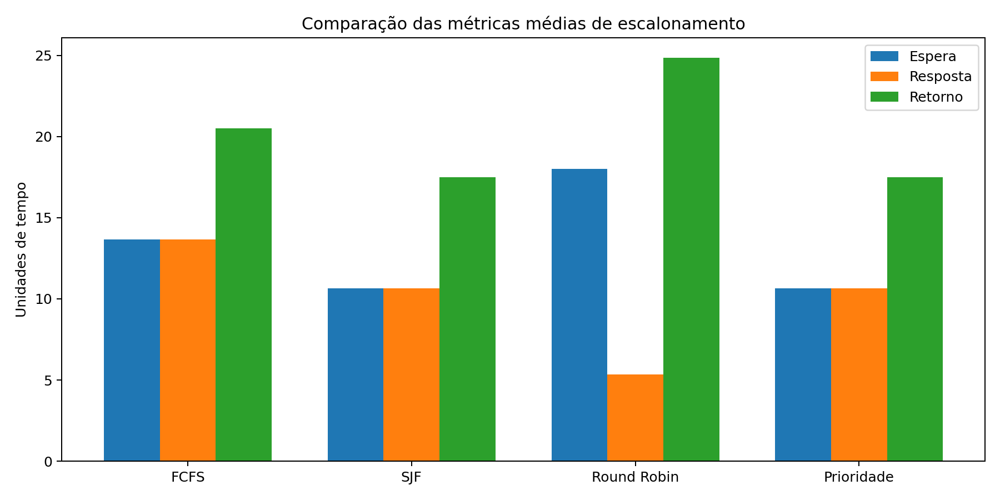 Comparação das métricas médias de escalonamento
25
20
15
10
5
0
Unidades de tempo
Espera
Resposta
Retorno
FCFS
SJF
Round Robin
Prioridade